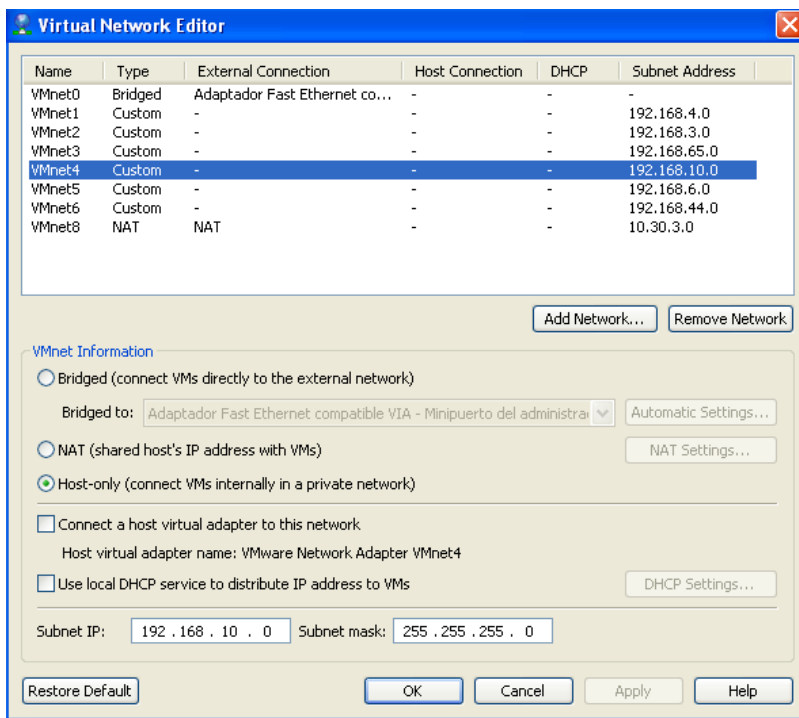 Virtual Network Editor
Name Type External Connection Host Connection DHCP Subnet Address
VMnet0 Bridged Adaptador Fast Ethernet co... - - -
VMnet1 Custom - - - 192.168.4.0
VMnet2 Custom - - - 192.168.3.0
VMnet3 Custom - - - 192.168.65.0
VMnet4 Custom - - - 192.168.10.0
VMnet5 Custom - - - 192.168.6.0
VMnet6 Custom - - - 192.168.44.0
VMnet8 NAT NAT - - 10.30.3.0
Add Network... Remove Network
VMnet Information
Bridged (connect VMs directly to the external network)
Bridged to: Adaptador Fast Ethernet compatible VIA - Minipuerto del administra Automatic Settings...
NAT (shared host's IP address with VMs) NAT Settings...
Host-only (connect VMs internally in a private network)
Connect a host virtual adapter to this network
Host virtual adapter name: VMware Network Adapter VMnet4
Use local DHCP service to distribute IP address to VMs DHCP Settings...
Subnet IP: 192 . 168 . 10 . 0 Subnet mask: 255 . 255 . 255 . 0
Restore Default OK Cancel Apply Help